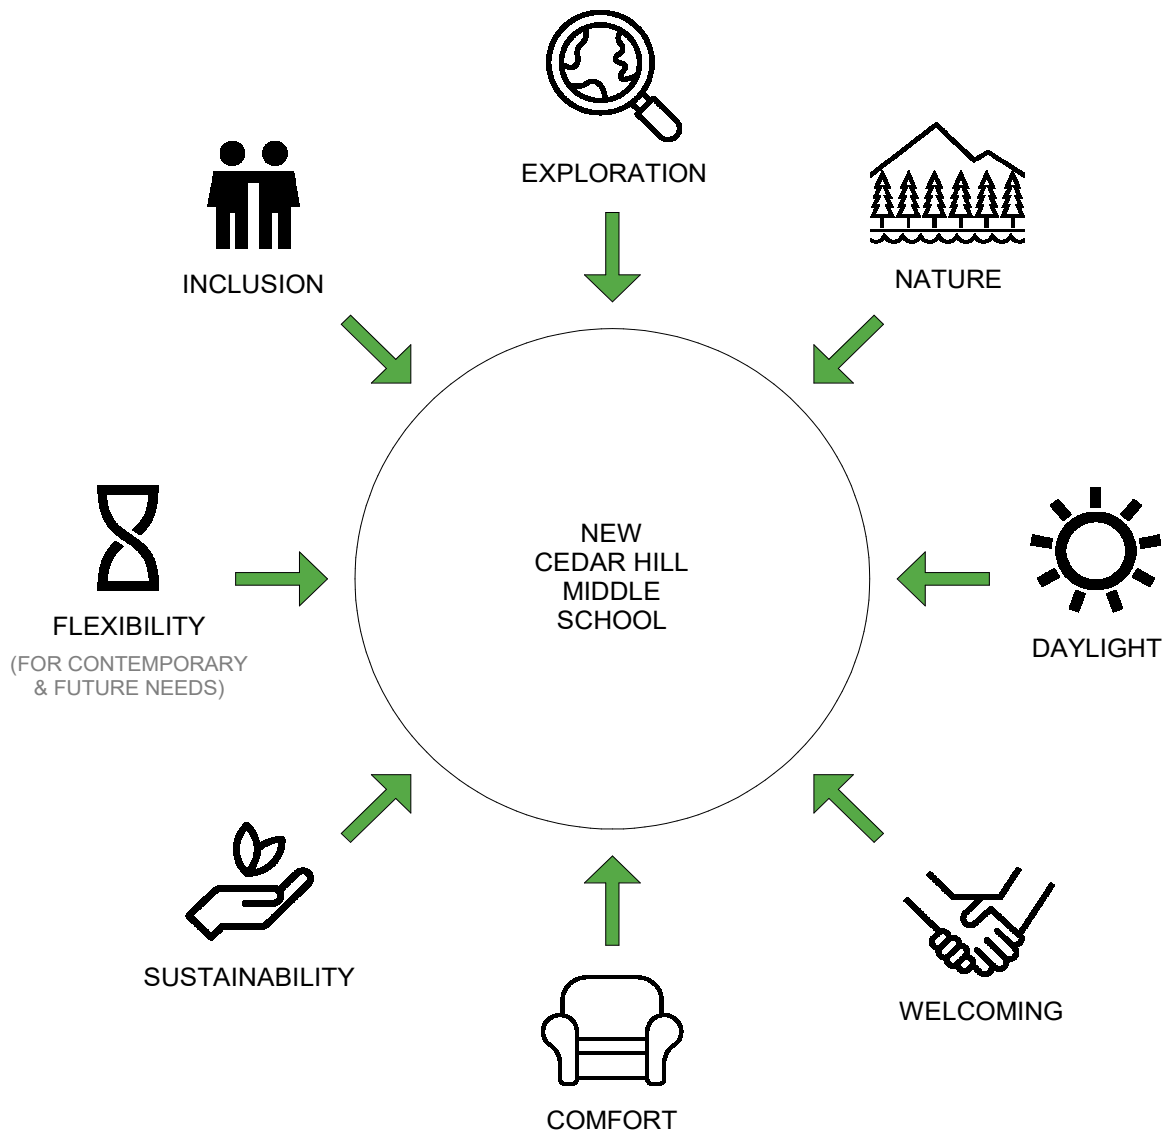 EXPLORATION
NATURE
INCLUSION
NEW
CEDAR HILL
MIDDLE
SCHOOL
FLEXIBILITY
(FOR CONTEMPORARY
& FUTURE NEEDS)
DAYLIGHT
SUSTAINABILITY
WELCOMING
COMFORT